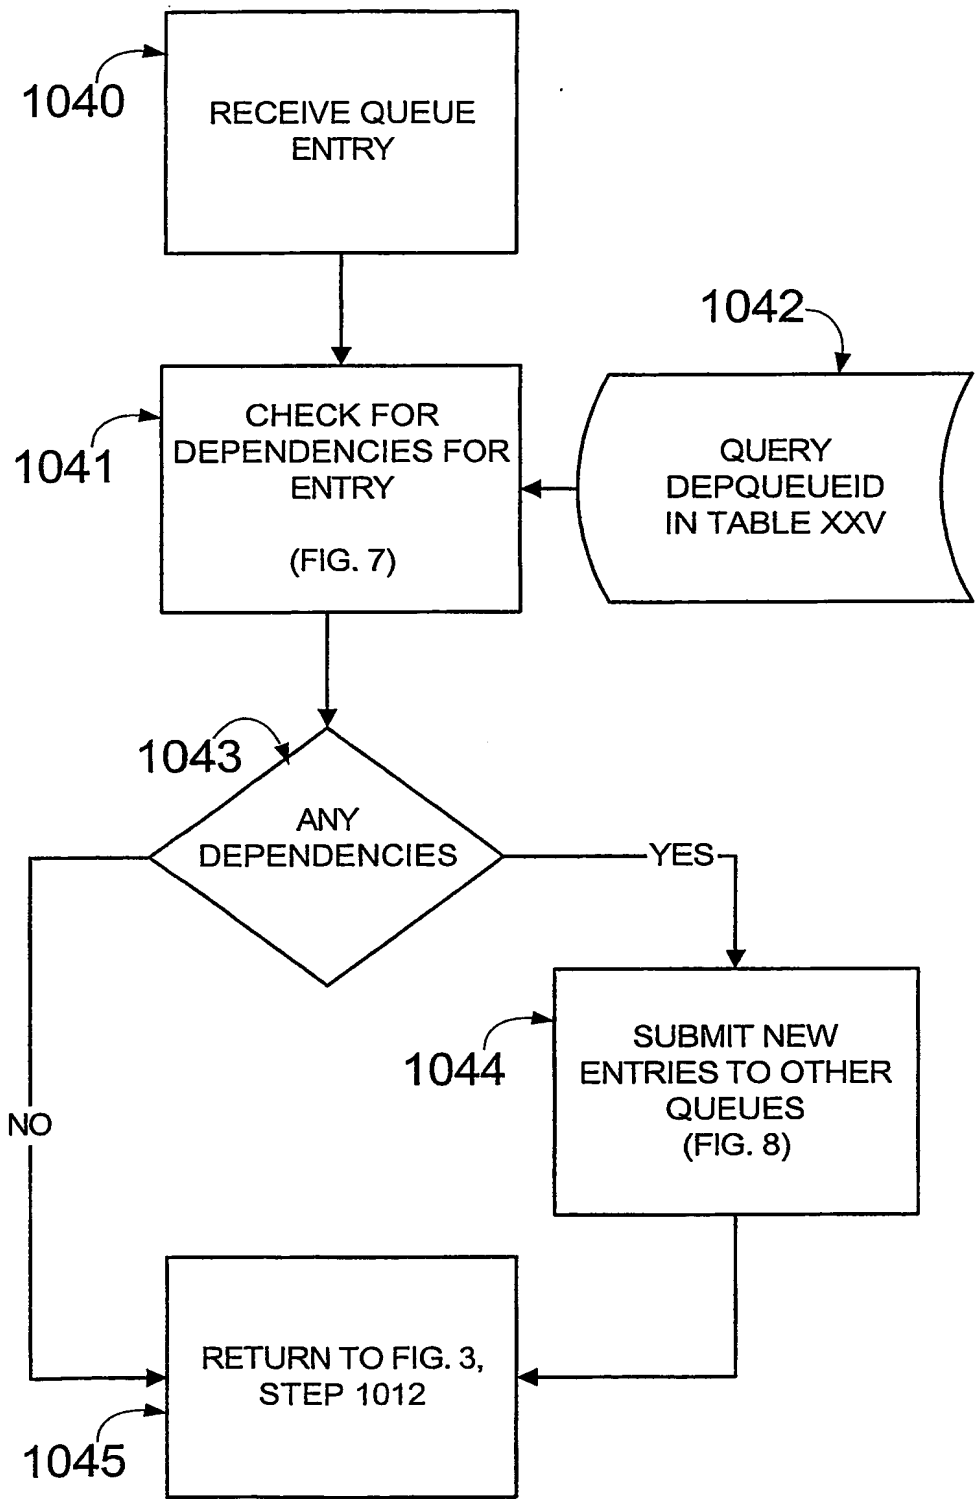 1040
RECEIVE QUEUE
ENTRY
1042
1041
CHECK FOR
DEPENDENCIES FOR
ENTRY
(FIG. 7)
QUERY
DEPQUEUEID
IN TABLE XXV
1043
ANY
DEPENDENCIES
YES
NO
1044
SUBMIT NEW
ENTRIES TO OTHER
QUEUES
(FIG. 8)
RETURN TO FIG. 3,
STEP 1012
1045